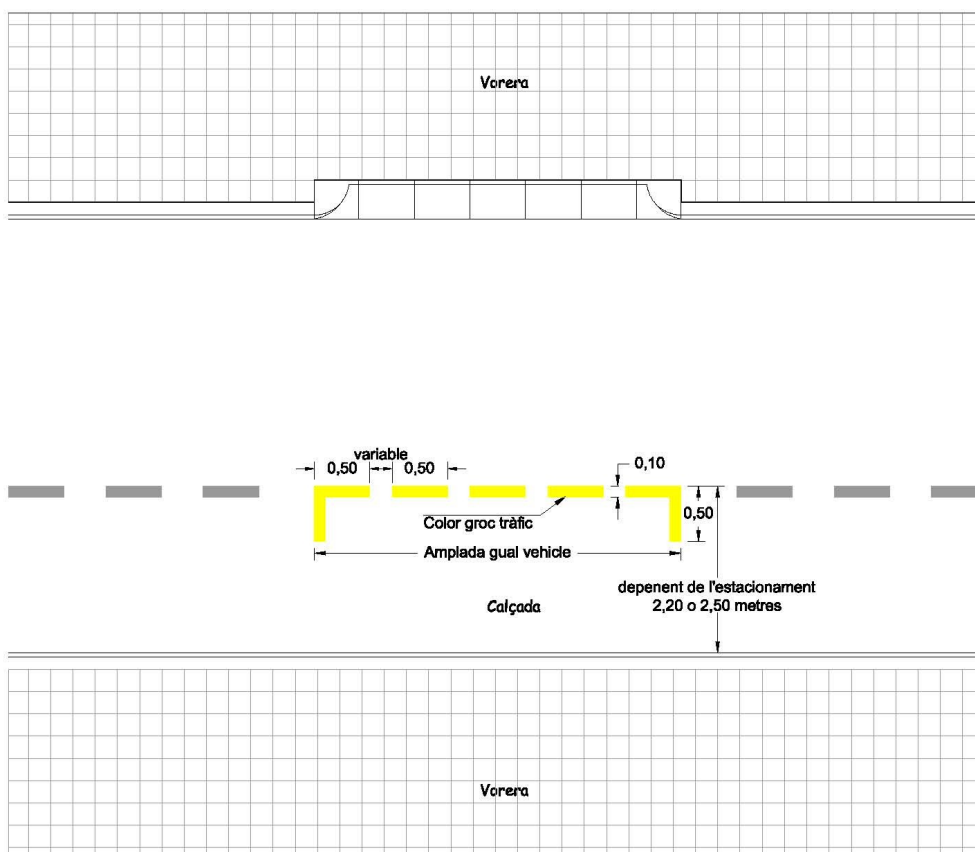 Vorera
variable
0,50
0,50
0,10
Color groc tràfic
0,50
Amplada gual vehicle
depenent de l'estacionament
2,20 o 2,50 metres
Calçada
Vorera